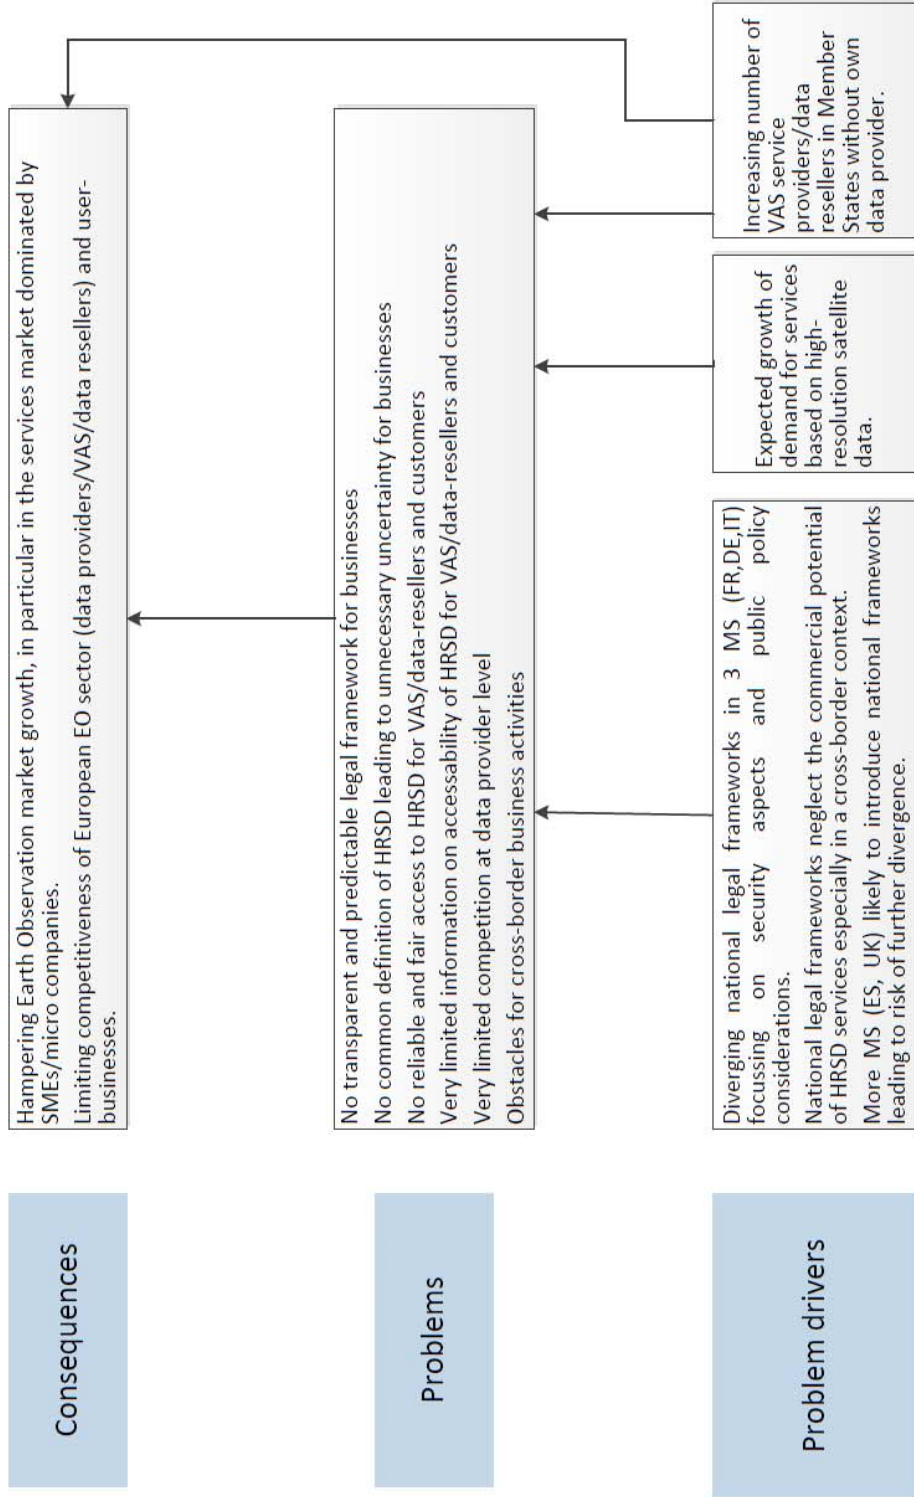 Consequences
Hampering Earth Observation market growth, in particular in the services market dominated by
SMEs/micro companies.
Limiting competitiveness of European EO sector (data providers/VAS/data resellers) and user-
businesses.
Problems
No transparent and predictable legal framework for businesses
No common definition of HRSD leading to unnecessary uncertainty for businesses
No reliable and fair access to HRSD for VAS/data-resellers and customers
Very limited information on accessability of HRSD for VAS/data-resellers and customers
Very limited competition at data provider level
Obstacles for cross-border business activities
Problem drivers
Diverging national legal frameworks in 3 MS (FR,DE,IT)
focussing on security aspects and public policy
considerations.
National legal frameworks neglect the commercial potential
of HRSD services especially in a cross-border context.
More MS (ES, UK) likely to introduce national frameworks
leading to risk of further divergence.
Expected growth of
demand for services
based on high-
resolution satellite
data.
Increasing number of
VAS service
providers/data
resellers in Member
States without own
data provider.